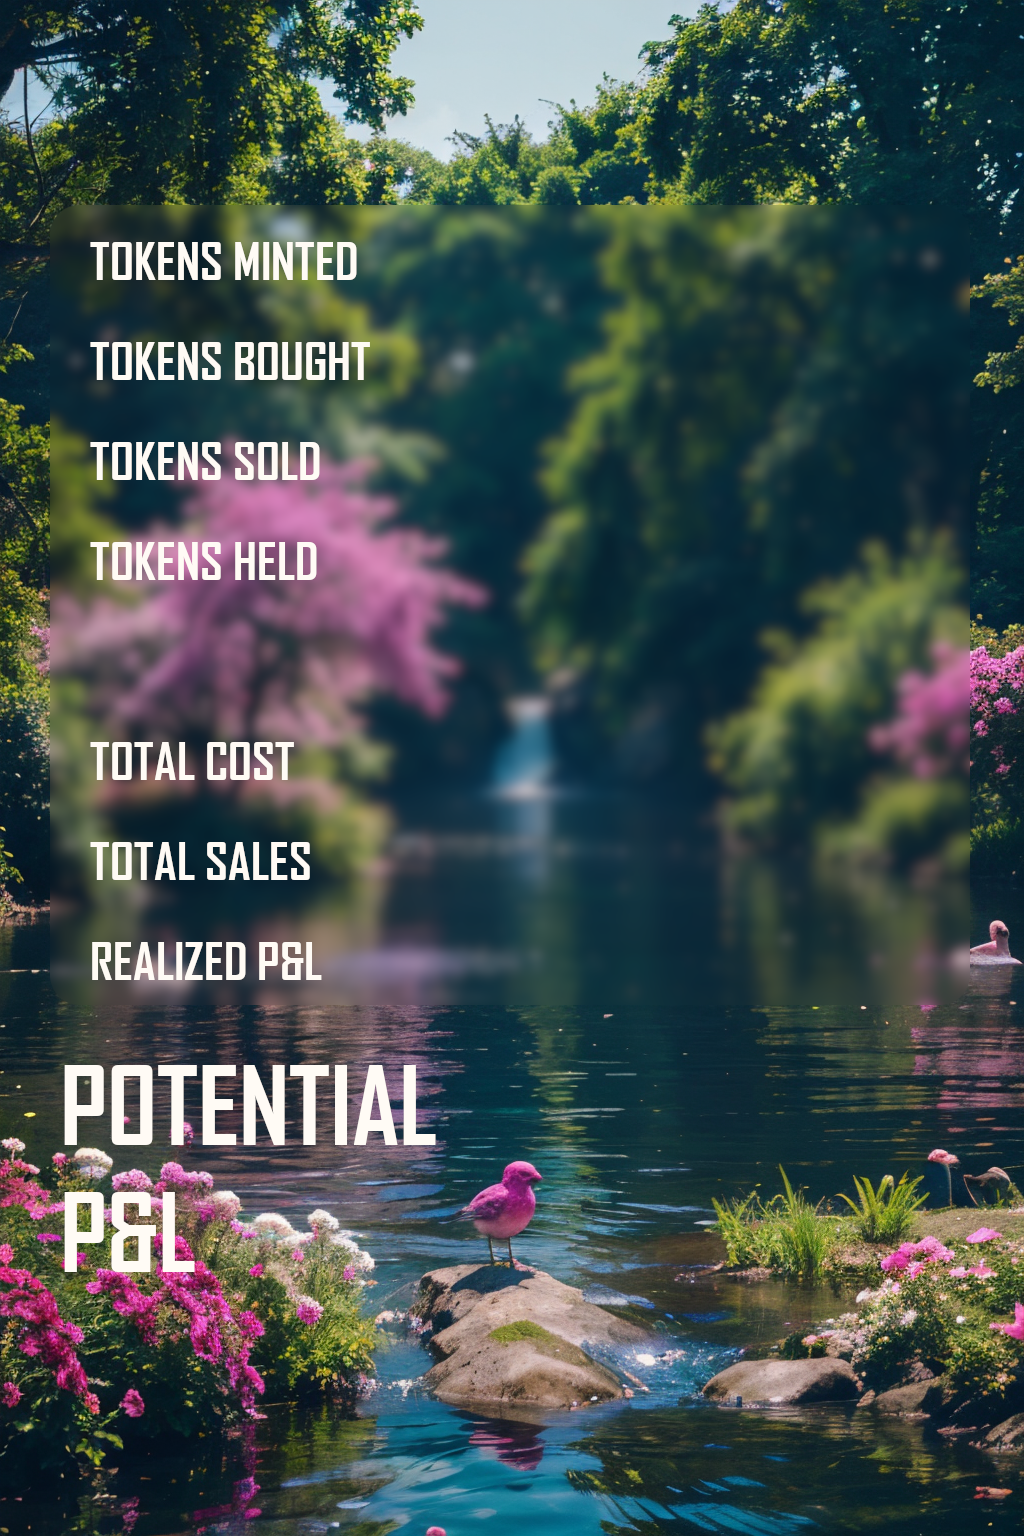 TOKENS MINTED
TOKENS BOUGHT
TOKENS SOLD
TOKENS HELD
TOTAL COST
TOTAL SALES
REALIZED P&L
POTENTIAL
P&L